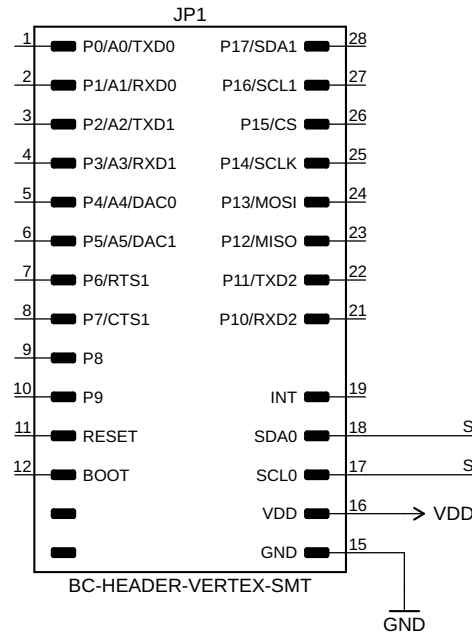 JP1
1 P0/A0/TXD0 P17/SDA1 28
2 P1/A1/RXD0 P16/SCL1 27
3 P2/A2/TXD1 P15/CS 26
4 P3/A3/RXD1 P14/SCLK 25
5 P4/A4/DAC0 P13/MOSI 24
6 P5/A5/DAC1 P12/MISO 23
7 P6/RTS1 P11/TXD2 22
8 P7/CTS1 P10/RXD2 21
9 P8
10 P9 INT 19
11 RESET SDA0 18 S
12 BOOT SCL0 17 S
VDD 16 VDD
GND 15
BC-HEADER-VERTEX-SMT
GND